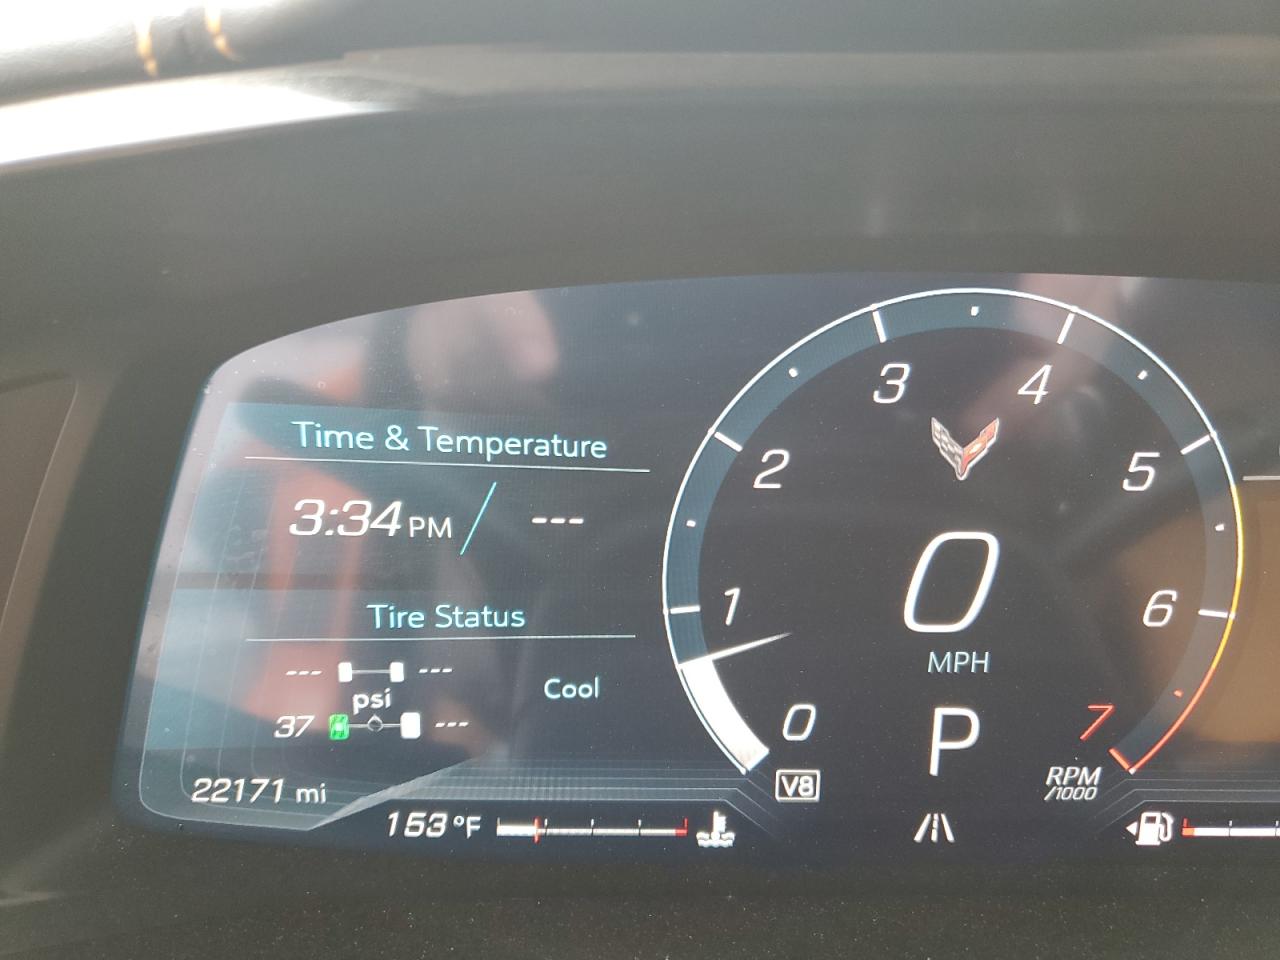 Time & Temperature
3:34 PM / ---
Tire Status
--- ---
psi
Cool
37 ---
22171 mi
153 °F
0
1
2
3
4
5
6
7
0
MPH
P
V8
RPM
/1000